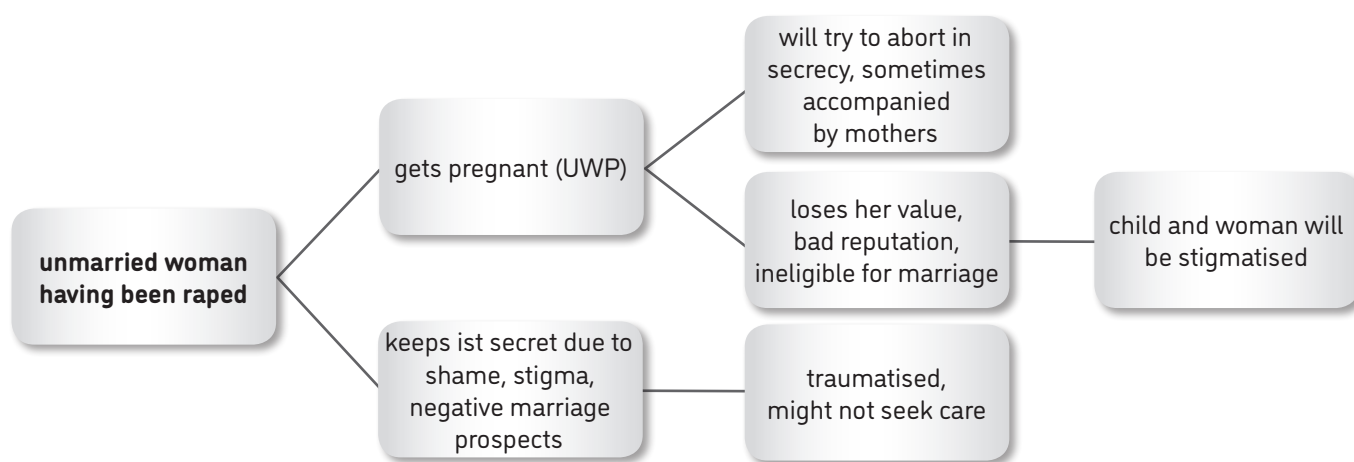 unmarried woman
having been raped
gets pregnant (UWP)
will try to abort in
secrecy, sometimes
accompanied
by mothers
loses her value,
bad reputation,
ineligible for marriage
child and woman will
be stigmatised
keeps ist secret due to
shame, stigma,
negative marriage
prospects
traumatised,
might not seek care